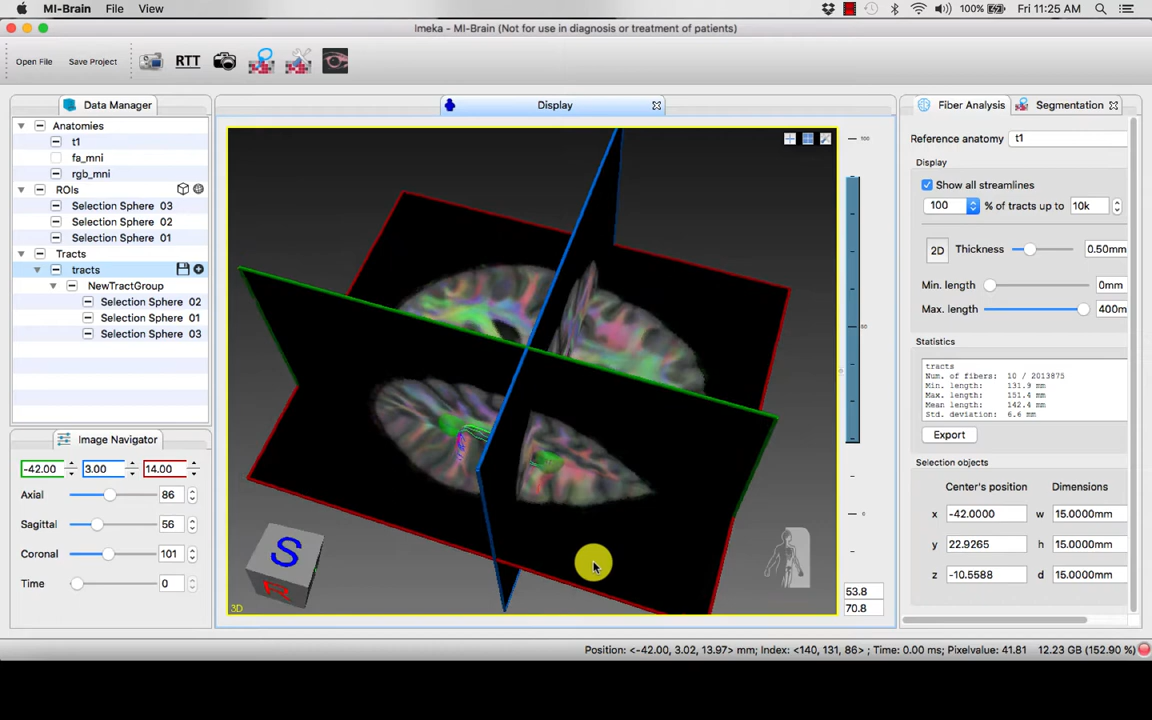 MI-Brain File View 100% Fri 11:25 AM
Imeka - MI-Brain (Not for use in diagnosis or treatment of patients)
Open File Save Project RTT
Data Manager
Anatomies
t1
fa_mni
rgb_mni
ROIs
Selection Sphere 03
Selection Sphere 02
Selection Sphere 01
Tracts
tracts
NewTractGroup
Selection Sphere 02
Selection Sphere 01
Selection Sphere 03
Image Navigator
-42.00 3.00 14.00
Axial 86
Sagittal 56
Coronal 101
Time 0
Display
S
R
3D
100
50
0
53.8
70.8
Fiber Analysis Segmentation
Reference anatomy t1
Display
Show all streamlines
100 % of tracts up to 10k
2D Thickness 0.50mm
Min. length 0mm
Max. length 400m
Statistics
tracts
Num. of fibers: 10 / 2013875
Min. length: 131.9 mm
Max. length: 151.4 mm
Mean length: 142.4 mm
Std. deviation: 6.6 mm
Export
Selection objects
Center's position Dimensions
x -42.0000 w 15.0000mm
y 22.9265 h 15.0000mm
z -10.5588 d 15.0000mm
Position: <-42.00, 3.02, 13.97> mm; Index: <140, 131, 86> ; Time: 0.00 ms; Pixelvalue: 41.81 12.23 GB (152.90 %)